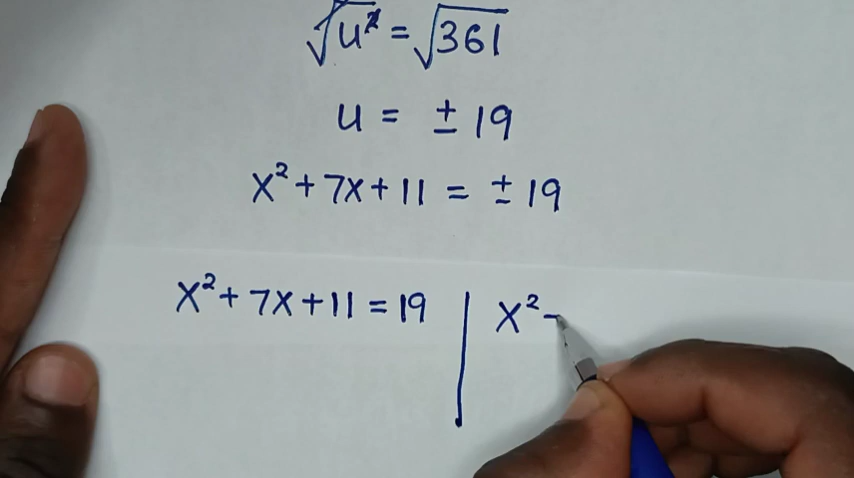 √u² = √361
u = ± 19
x² + 7x + 11 = ± 19
x² + 7x + 11 = 19 | x² -